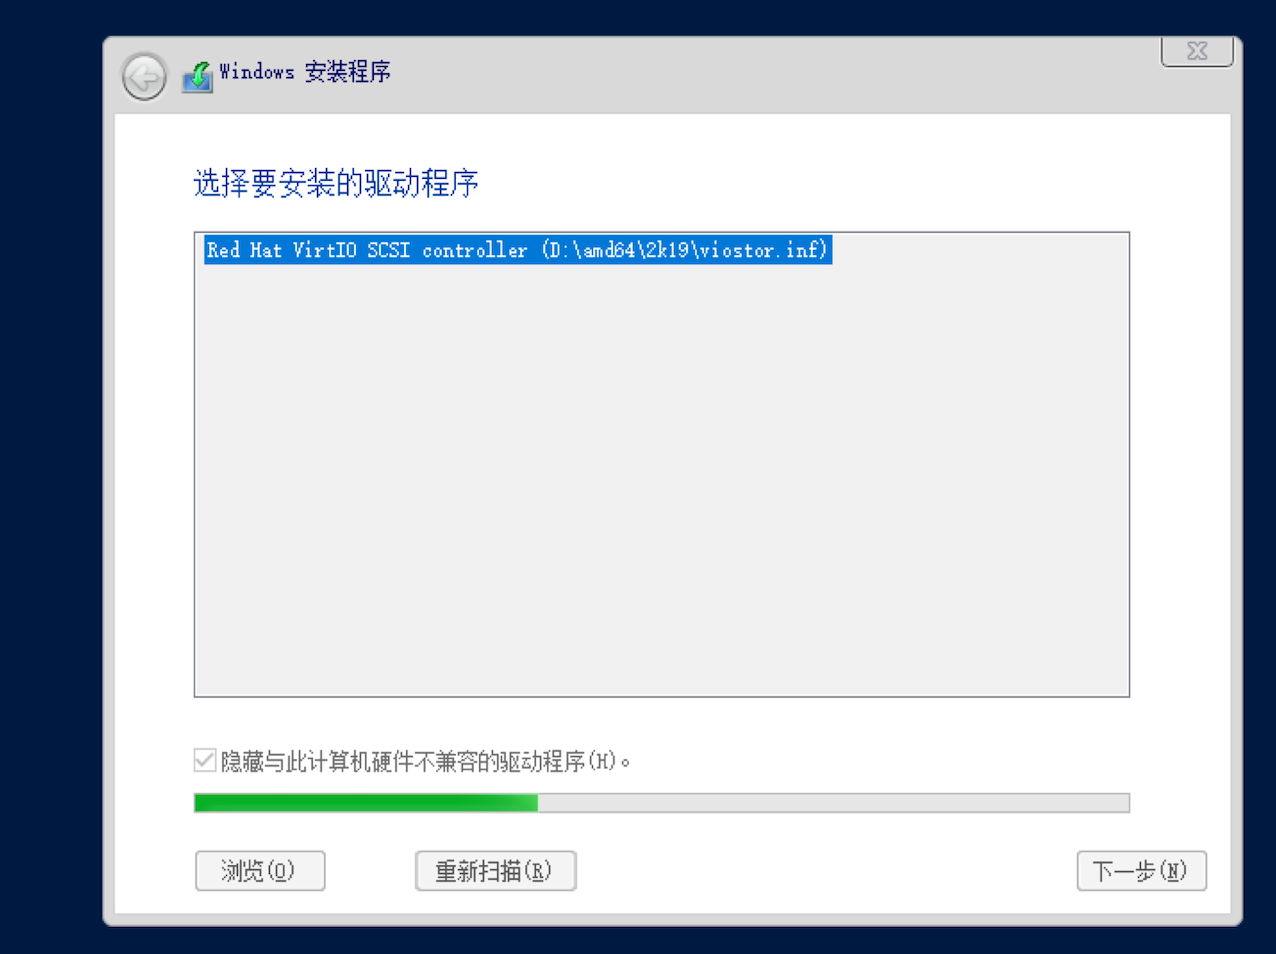 Windows 安装程序
选择要安装的驱动程序
Red Hat VirtIO SCSI controller (D:\amd64\2k19\viostor.inf)
隐藏与此计算机硬件不兼容的驱动程序(H)。
浏览(O) 重新扫描(R) 下一步(N)